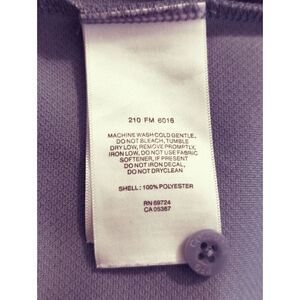 210 FM 6016
MACHINE WASH COLD GENTLE,
DO NOT BLEACH, TUMBLE
DRY LOW, REMOVE PROMPTLY,
IRON LOW, DO NOT USE FABRIC
SOFTENER, IF PRESENT
DO NOT IRON DECAL,
DO NOT DRYCLEAN
SHELL: 100% POLYESTER
RN 69724
CA 05367